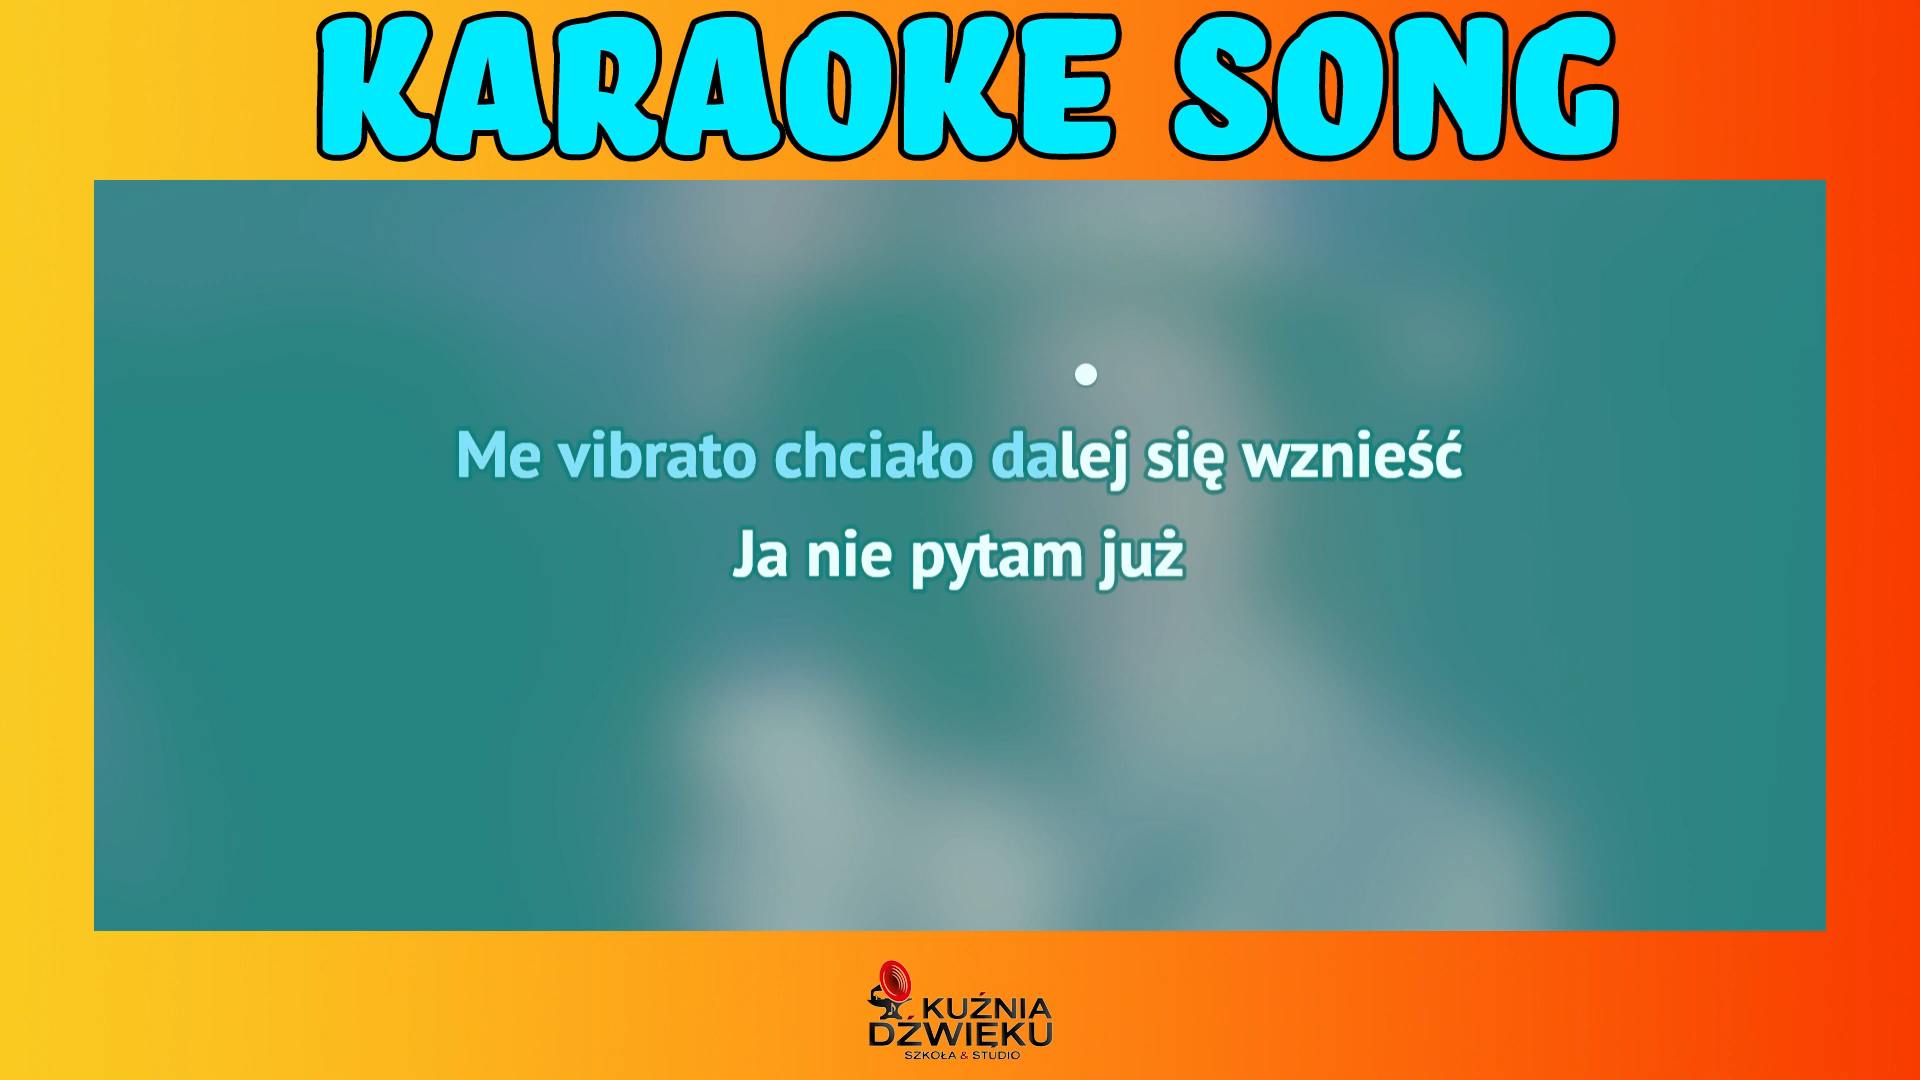 KARAOKE SONG
Me vibrato chciało dalej się wznieść
Ja nie pytam już
KUŹNIA
DŹWIĘKU
SZKOŁA & STUDIO